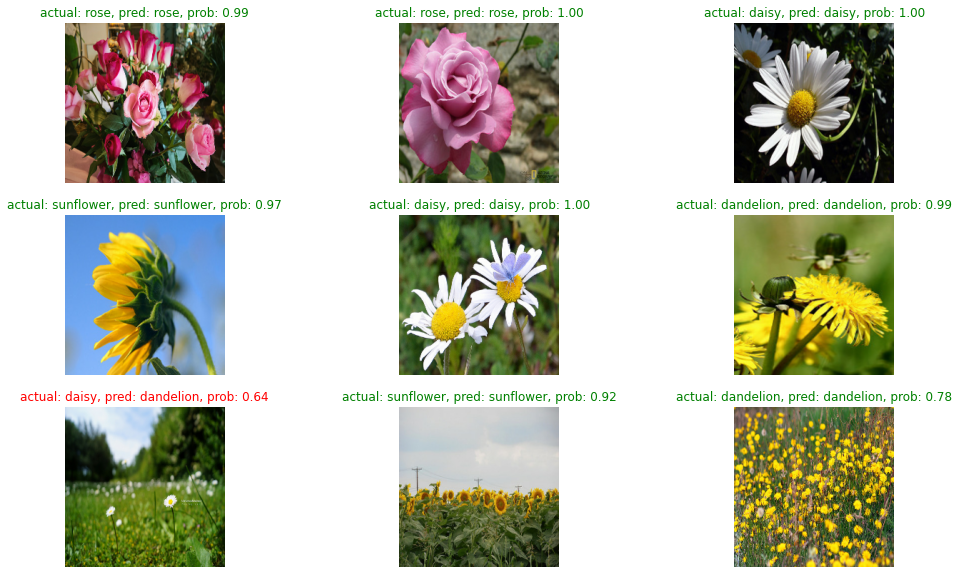 actual: rose, pred: rose, prob: 0.99
actual: rose, pred: rose, prob: 1.00
actual: daisy, pred: daisy, prob: 1.00
actual: sunflower, pred: sunflower, prob: 0.97
actual: daisy, pred: daisy, prob: 1.00
actual: dandelion, pred: dandelion, prob: 0.99
actual: daisy, pred: dandelion, prob: 0.64
actual: sunflower, pred: sunflower, prob: 0.92
actual: dandelion, pred: dandelion, prob: 0.78